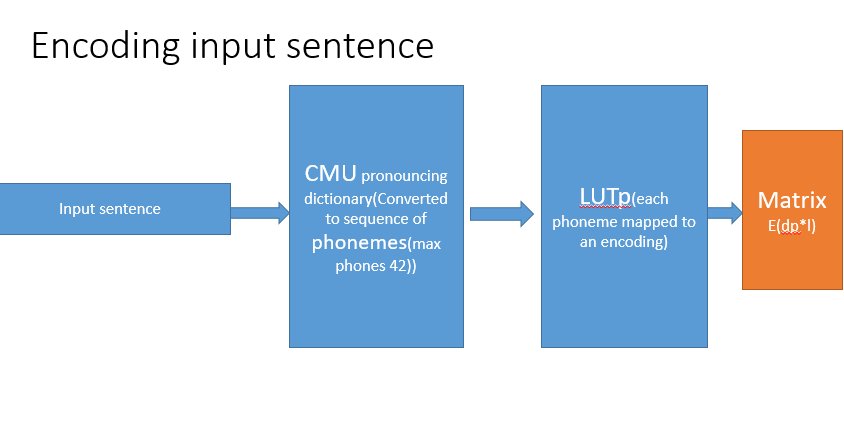 Encoding input sentence
Input sentence
CMU pronouncing
dictionary(Converted
to sequence of
phonemes(max
phones 42))
LUTp(each
phoneme mapped to
an encoding)
Matrix
E(dp*l)